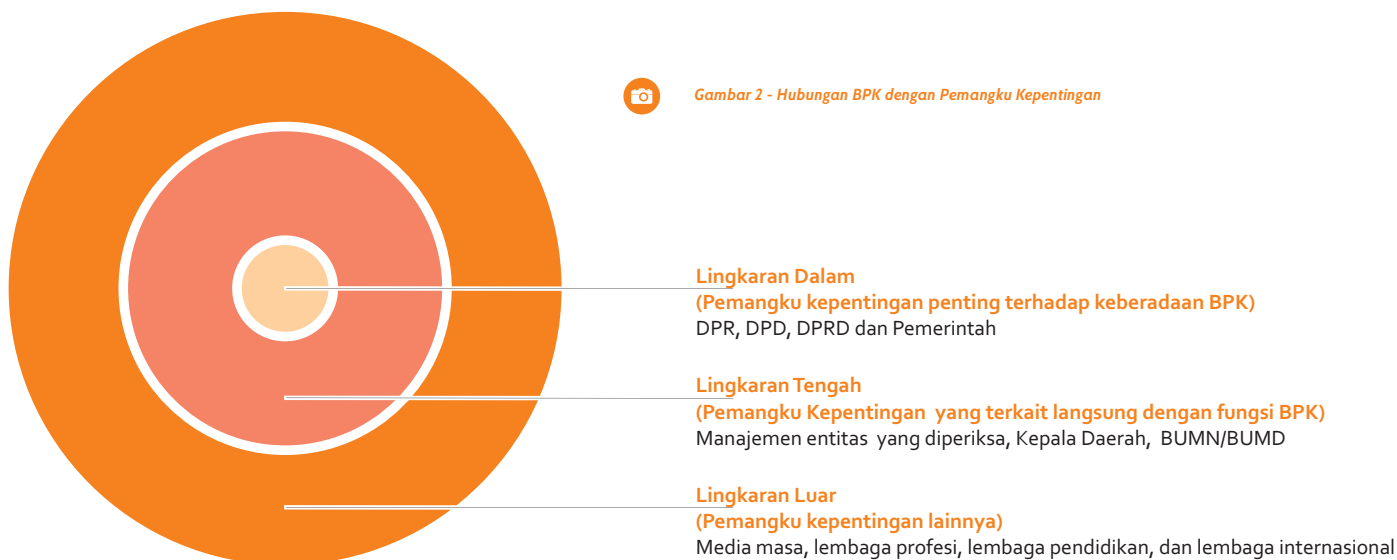 Gambar 2 - Hubungan BPK dengan Pemangku Kepentingan
Lingkaran Dalam
(Pemangku kepentingan penting terhadap keberadaan BPK)
DPR, DPD, DPRD dan Pemerintah
Lingkaran Tengah
(Pemangku Kepentingan yang terkait langsung dengan fungsi BPK)
Manajemen entitas yang diperiksa, Kepala Daerah, BUMN/BUMD
Lingkaran Luar
(Pemangku kepentingan lainnya)
Media masa, lembaga profesi, lembaga pendidikan, dan lembaga internasional